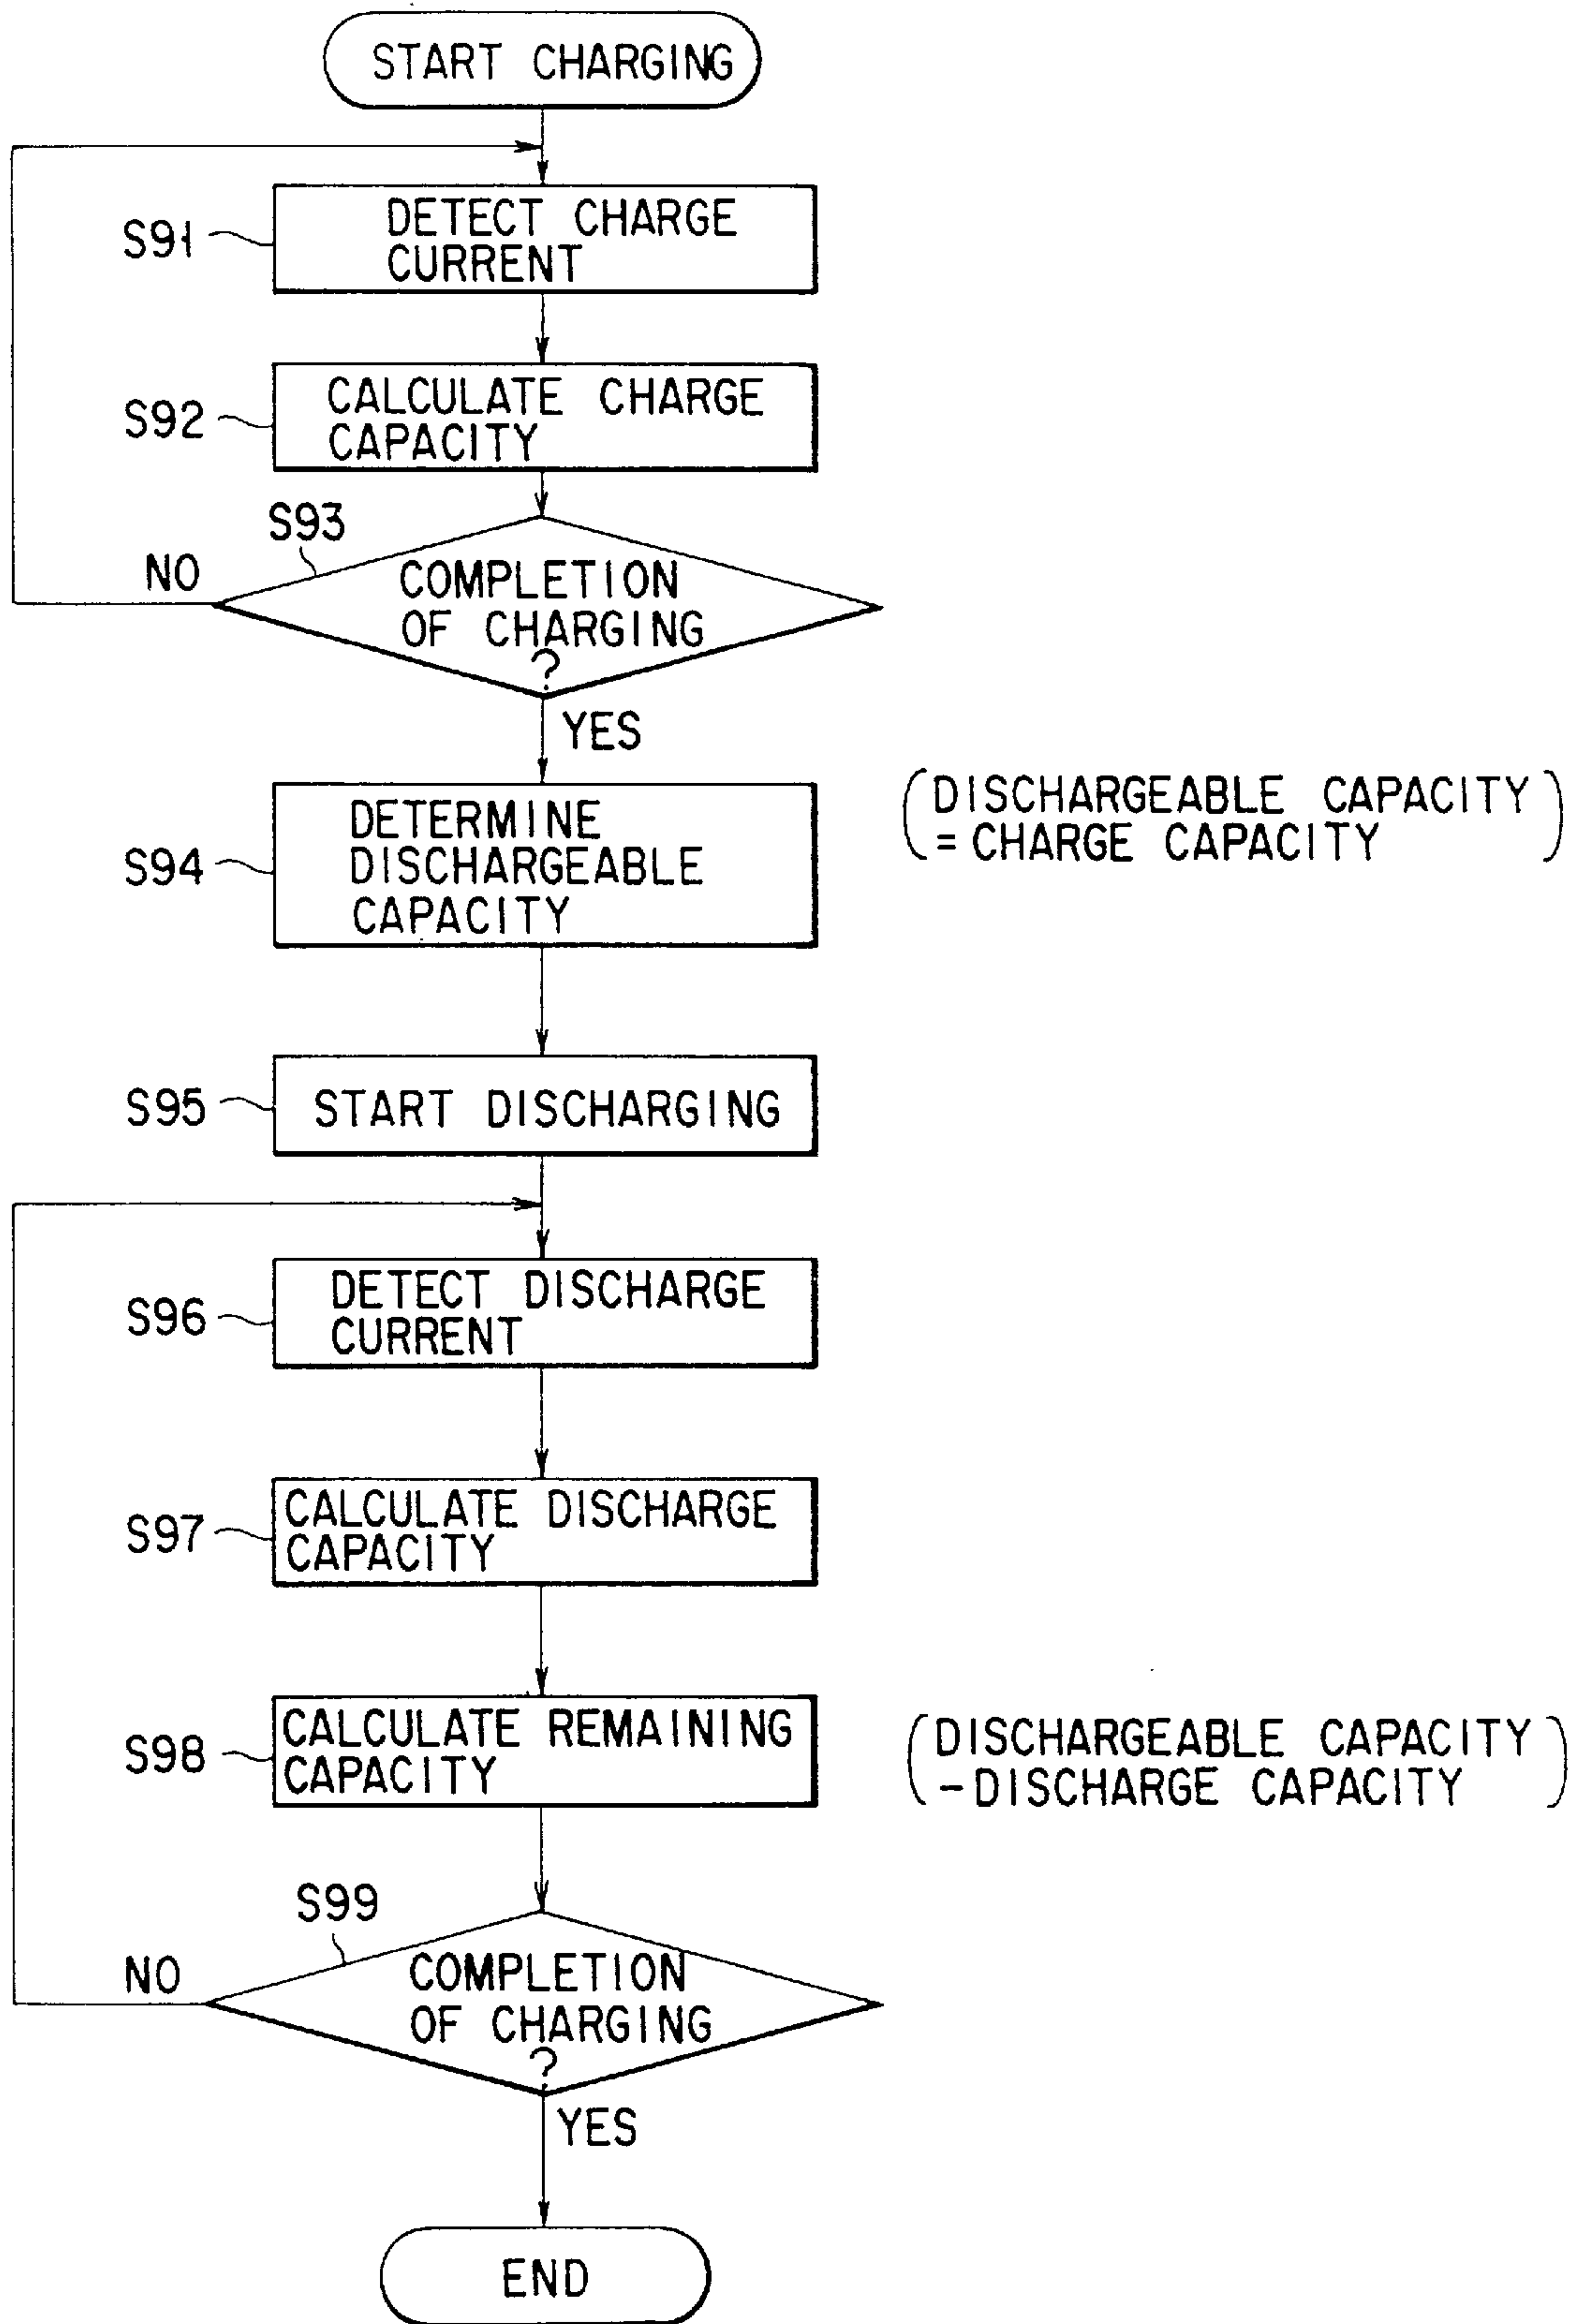 START CHARGING
S91
DETECT CHARGE
CURRENT
S92
CALCULATE CHARGE
CAPACITY
S93
NO
COMPLETION
OF CHARGING
?
YES
S94
DETERMINE
DISCHARGEABLE
CAPACITY
(DISCHARGEABLE CAPACITY
= CHARGE CAPACITY)
S95
START DISCHARGING
S96
DETECT DISCHARGE
CURRENT
S97
CALCULATE DISCHARGE
CAPACITY
S98
CALCULATE REMAINING
CAPACITY
(DISCHARGEABLE CAPACITY
- DISCHARGE CAPACITY)
S99
NO
COMPLETION
OF CHARGING
?
YES
END